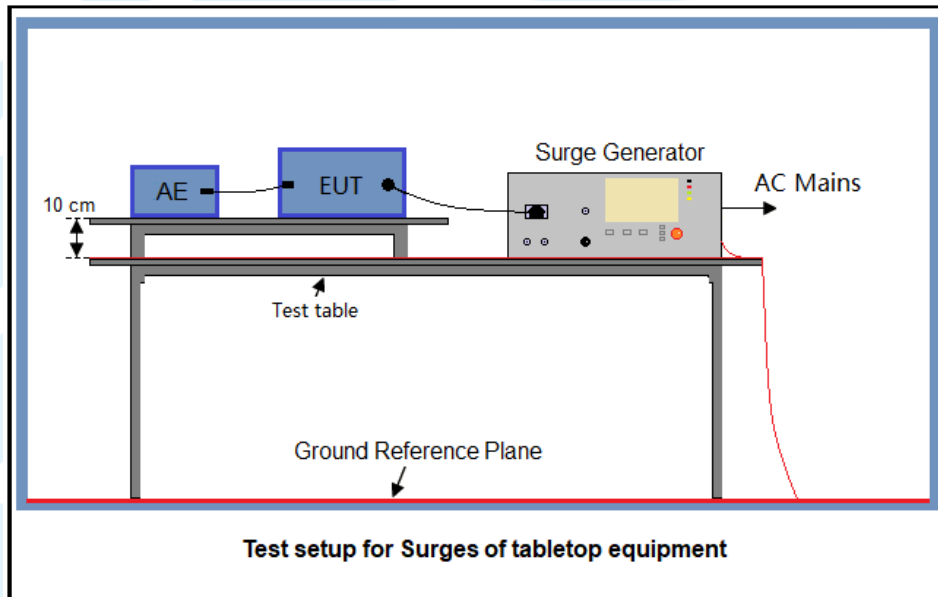 Surge Generator
AE
EUT
AC Mains
10 cm
Test table
Ground Reference Plane
Test setup for Surges of tabletop equipment